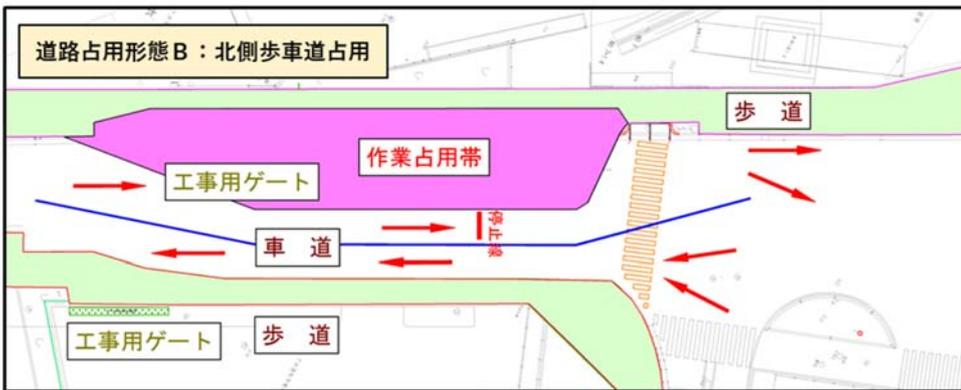 道路占用形態Ｂ：北側歩車道占用
歩　道
作業占用帯
工事用ゲート
停止線
車　道
工事用ゲート
歩　道